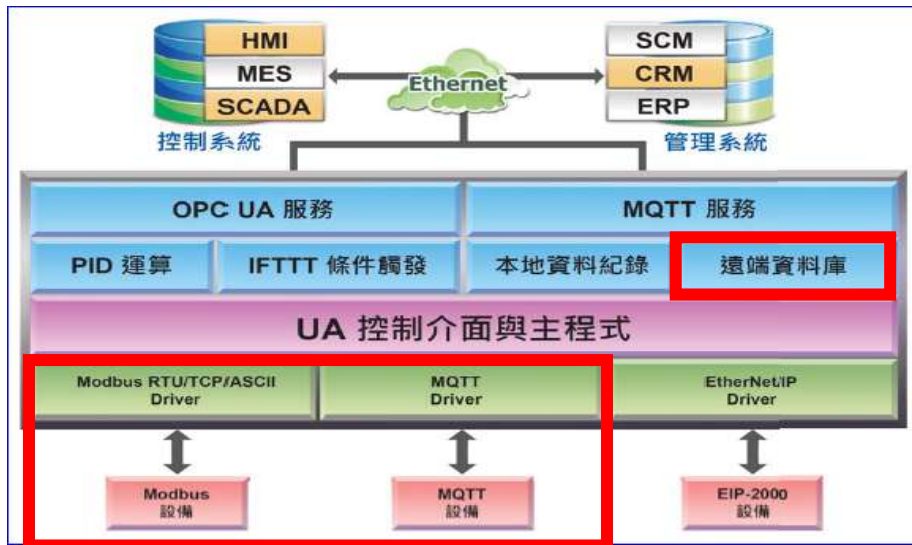 HMI
MES
SCADA
控制系統
Ethernet
SCM
CRM
ERP
管理系統
OPC UA 服務
MQTT 服務
PID 運算
IFTTT 條件觸發
本地資料紀錄
遠端資料庫
UA 控制介面與主程式
Modbus RTU/TCP/ASCII
Driver
MQTT
Driver
EtherNet/IP
Driver
Modbus
設備
MQTT
設備
EIP-2000
設備